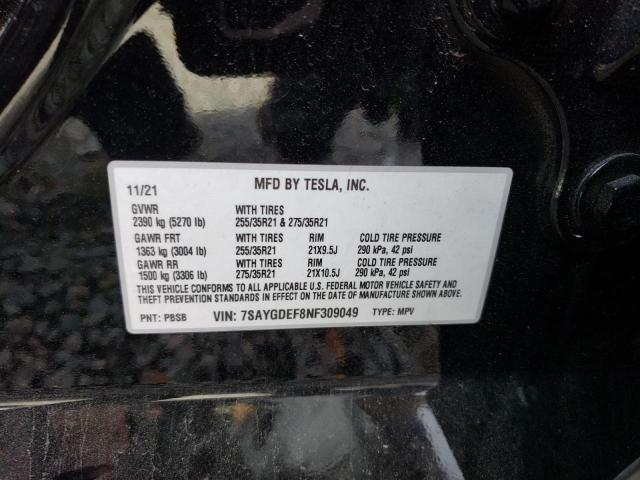 11/21 MFD BY TESLA, INC.
GVWR WITH TIRES
2390 kg (5270 lb) 255/35R21 & 275/35R21
GAWR FRT WITH TIRES RIM COLD TIRE PRESSURE
1363 kg (3004 lb) 255/35R21 21X9.5J 290 kPa, 42 psi
GAWR RR WITH TIRES RIM COLD TIRE PRESSURE
1500 kg (3306 lb) 275/35R21 21X10.5J 290 kPa, 42 psi
THIS VEHICLE CONFORMS TO ALL APPLICABLE U.S. FEDERAL MOTOR VEHICLE SAFETY AND
THEFT PREVENTION STANDARDS IN EFFECT ON THE DATE OF MANUFACTURE SHOWN ABOVE.
PNT: PBSB VIN: 7SAYGDEF8NF309049 TYPE: MPV